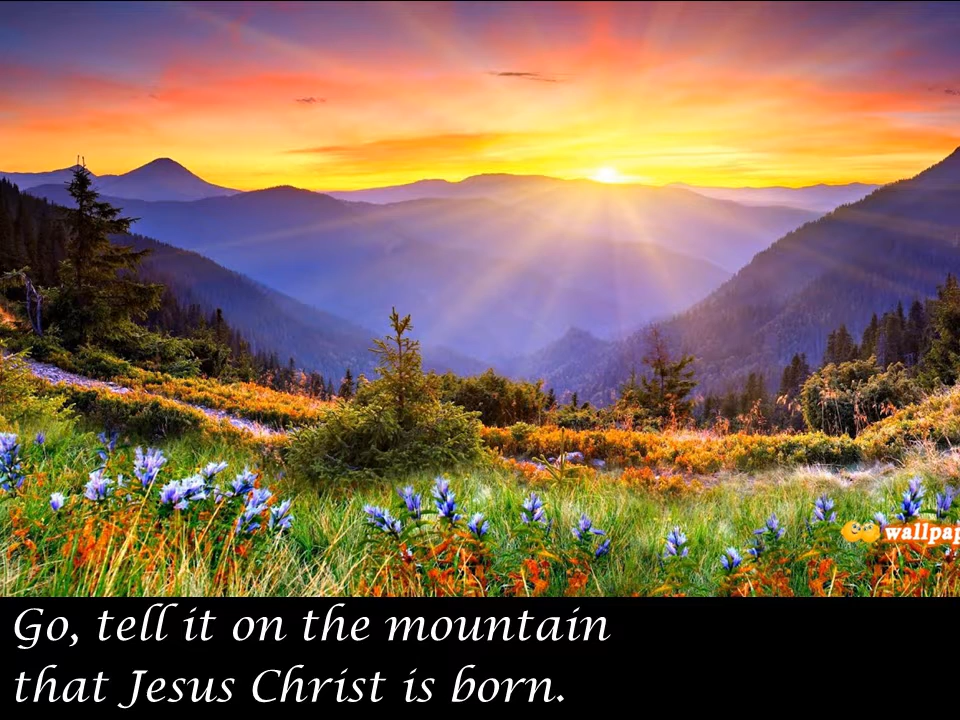 wallpap
Go, tell it on the mountain
that Jesus Christ is born.